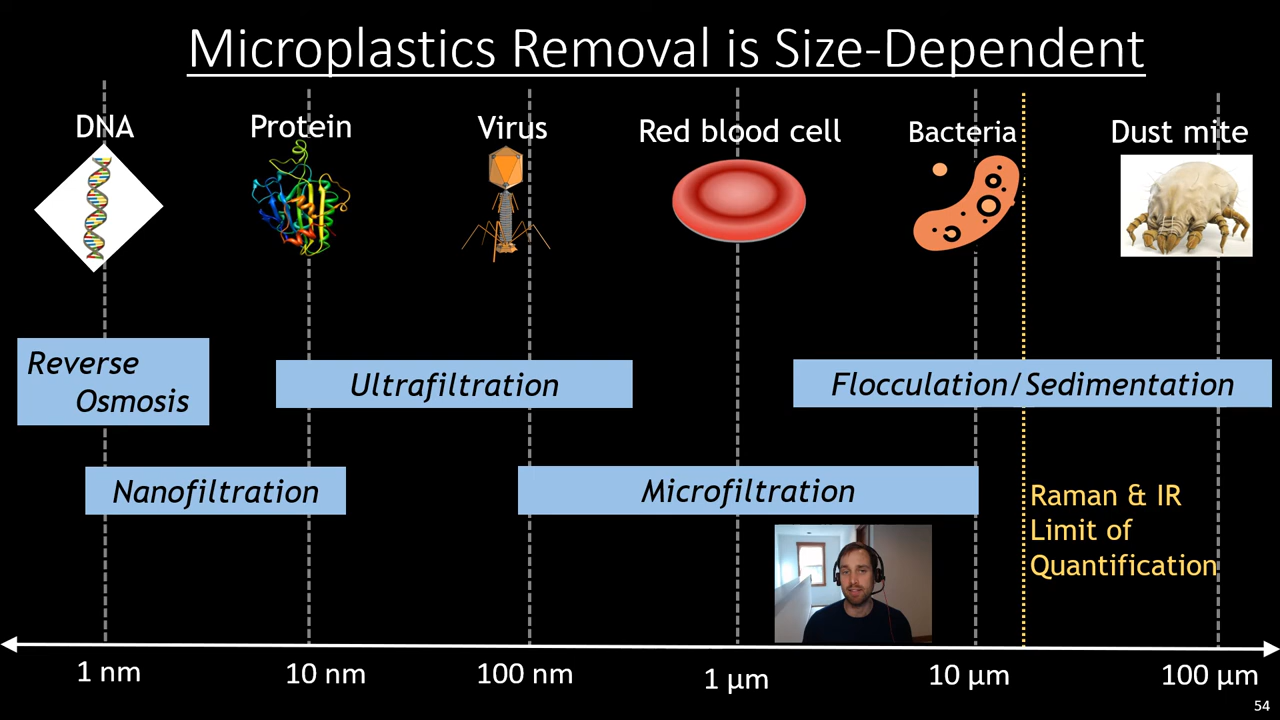 Microplastics Removal is Size-Dependent
DNA
Protein
Virus
Red blood cell
Bacteria
Dust mite
Reverse
Osmosis
Ultrafiltration
Flocculation/Sedimentation
Nanofiltration
Microfiltration
Raman & IR
Limit of
Quantification
1 nm
10 nm
100 nm
1 μm
10 μm
100 μm
54